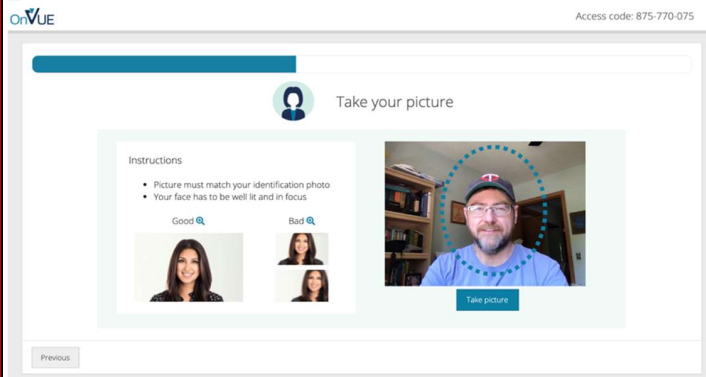 OnVUE
Access code: 875-770-075
Take your picture
Instructions
• Picture must match your identification photo
• Your face has to be well lit and in focus
Good
Bad
Take picture
Previous